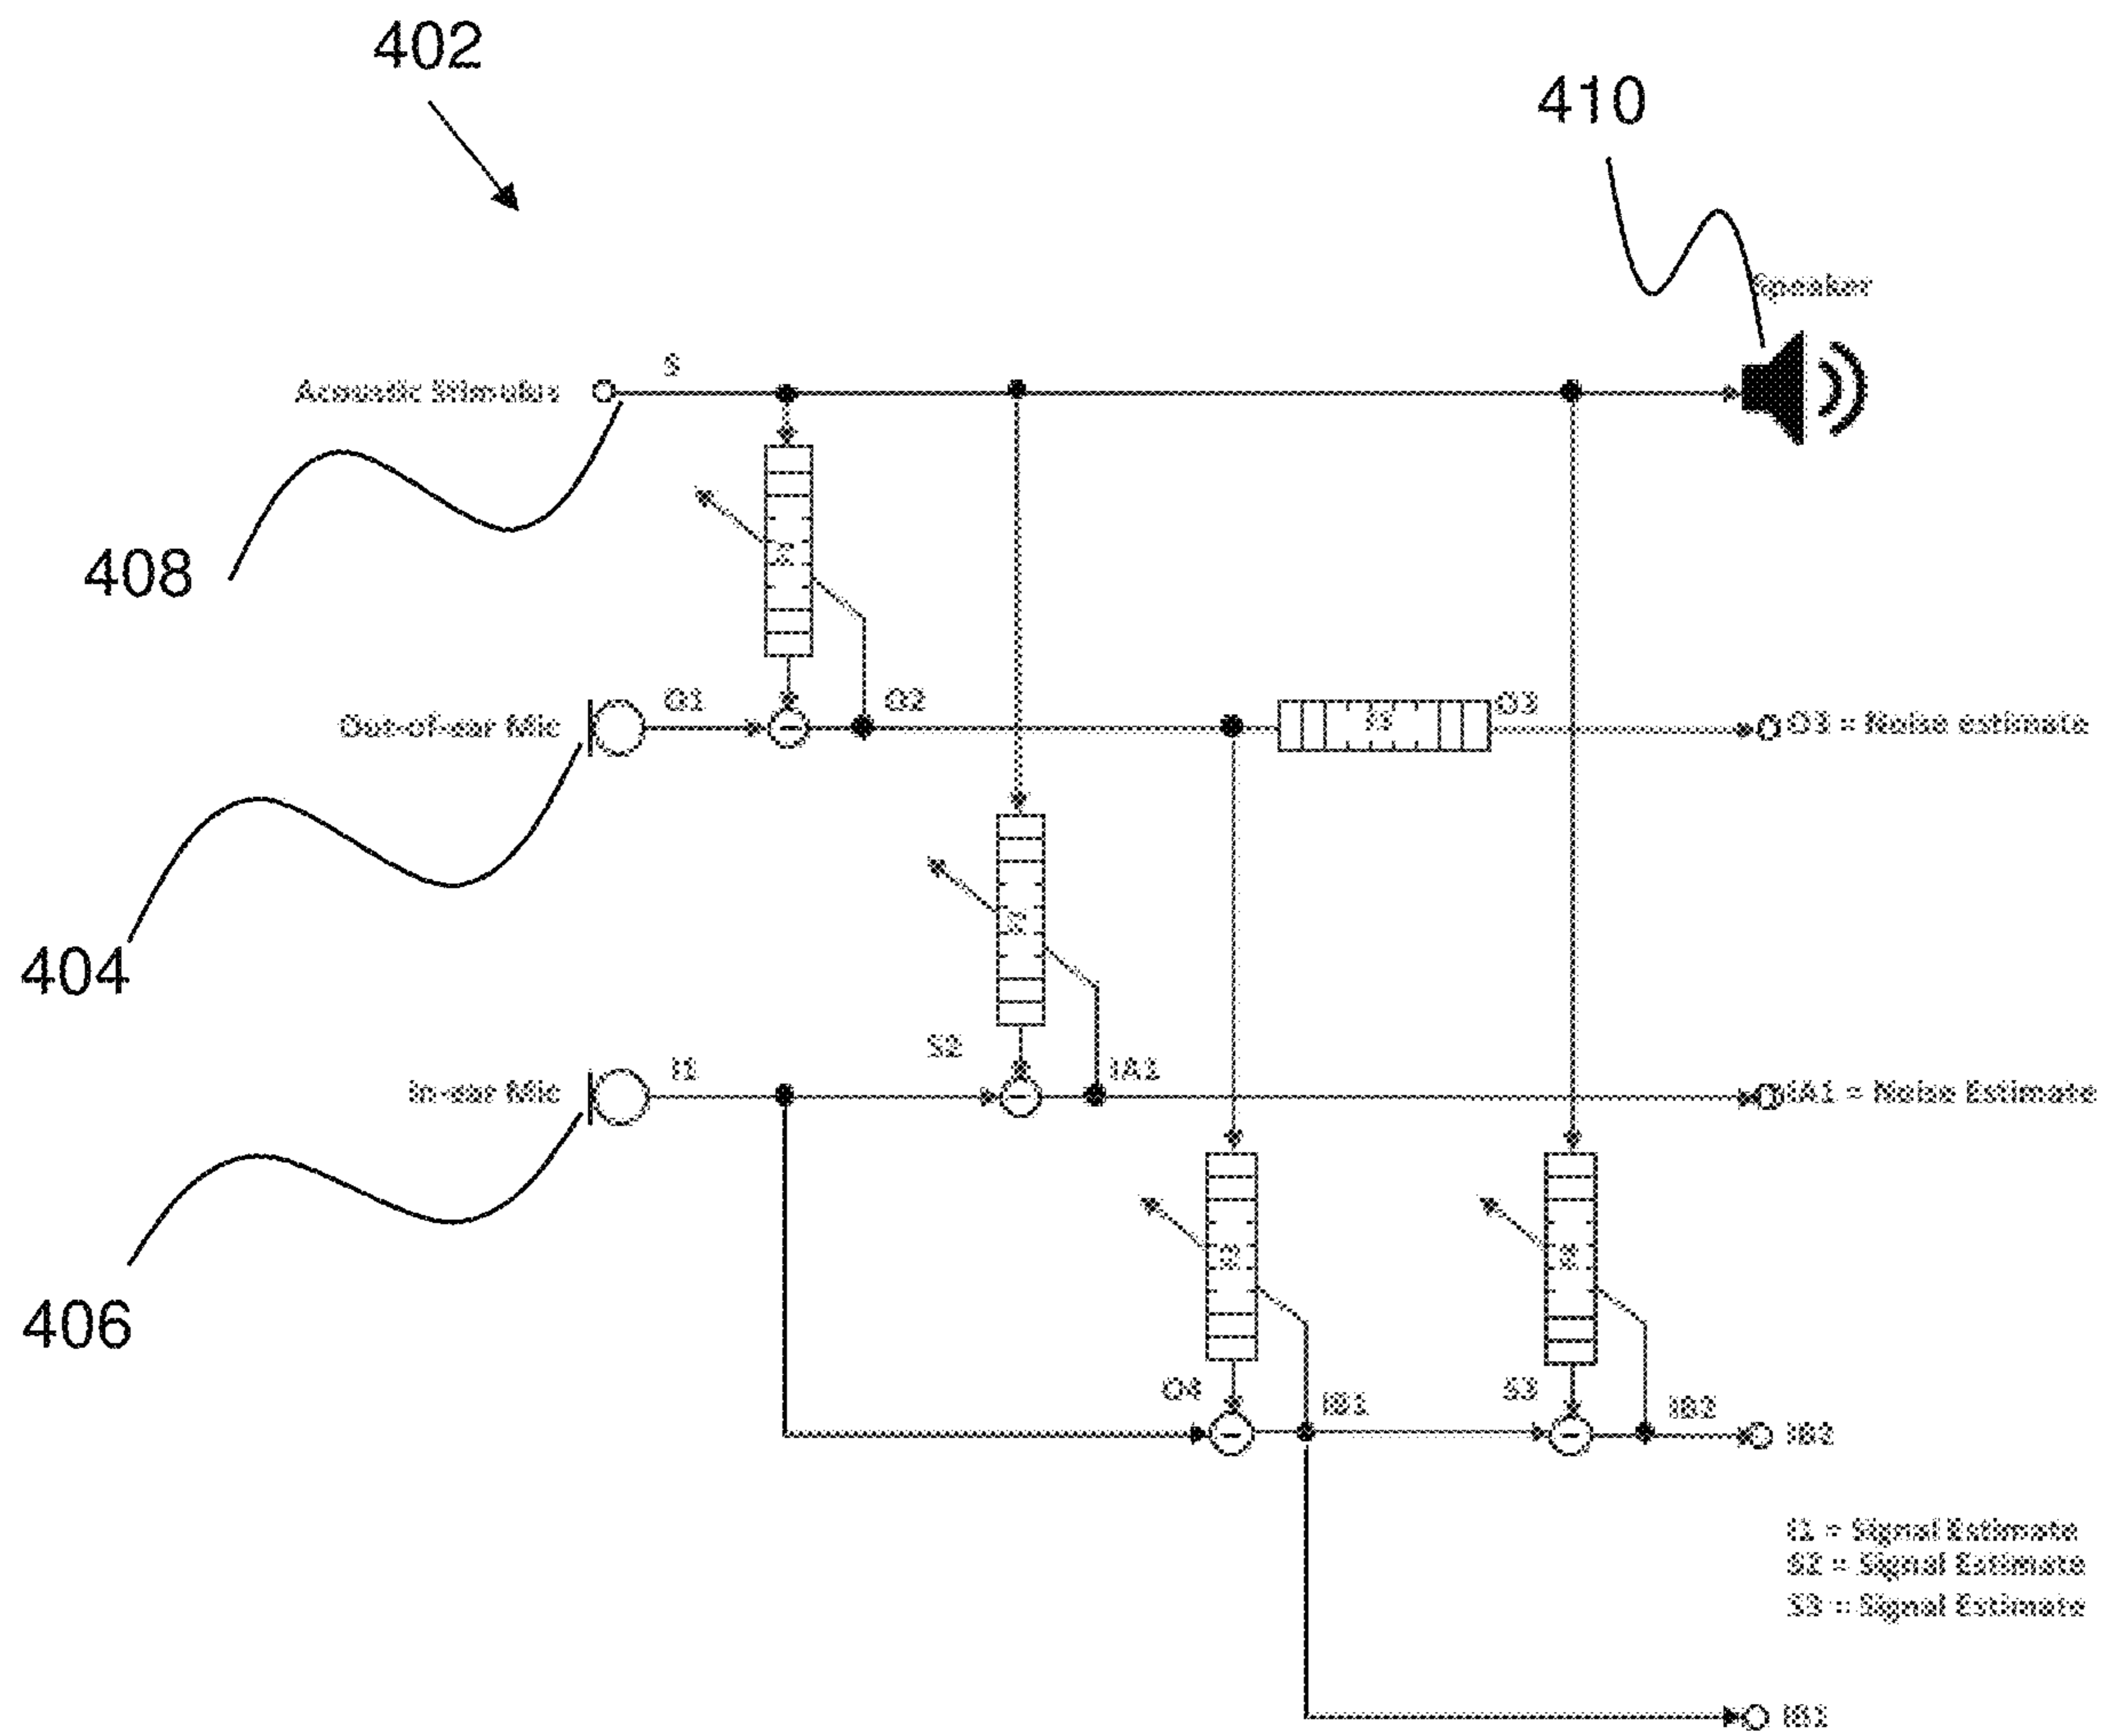 402
410
Speaker
S
Acoustic Stimulus
408
O1
O2
O3
Out-of-ear Mic
O3 = Noise estimate
404
S2
I1
IA1
In-ear Mic
IA1 = Noise Estimate
406
O4
IB1
S3
IB2
IB2
I1 = Signal Estimate
S2 = Signal Estimate
S3 = Signal Estimate
IB1